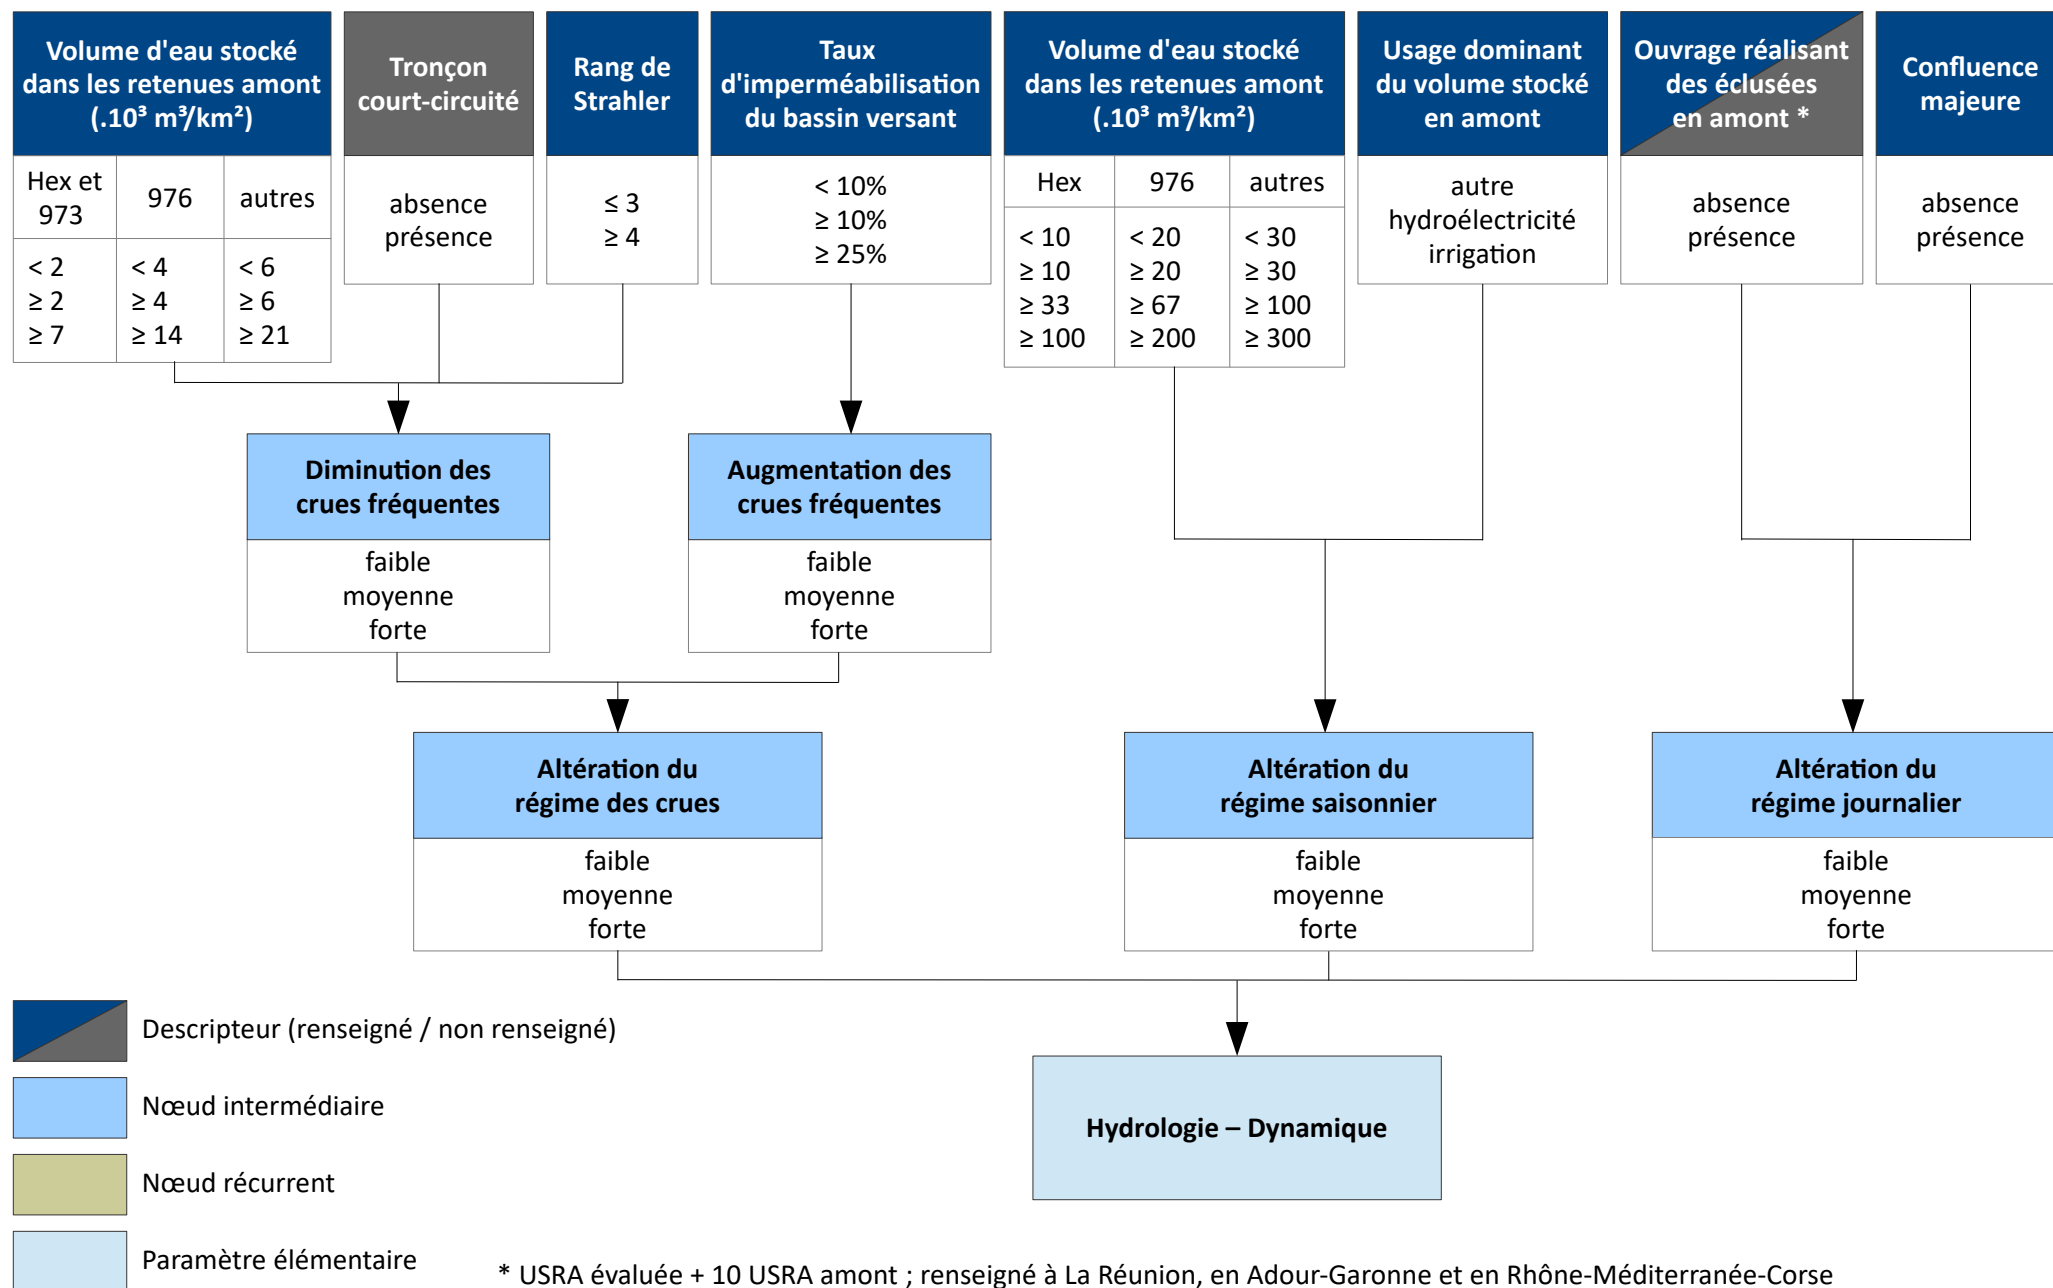 Volume d'eau stocké
dans les retenues amont
(.10³ m³/km²)
Hex et
973
976
autres
< 2
≥ 2
≥ 7
< 4
≥ 4
≥ 14
< 6
≥ 6
≥ 21
Tronçon
court-circuité
absence
présence
Rang de
Strahler
≤ 3
≥ 4
Taux
d'imperméabilisation
du bassin versant
< 10%
≥ 10%
≥ 25%
Volume d'eau stocké
dans les retenues amont
(.10³ m³/km²)
Hex
976
autres
< 10
≥ 10
≥ 33
≥ 100
< 20
≥ 20
≥ 67
≥ 200
< 30
≥ 30
≥ 100
≥ 300
Usage dominant
du volume stocké
en amont
autre
hydroélectricité
irrigation
Ouvrage réalisant
des éclusées
en amont *
absence
présence
Confluence
majeure
absence
présence
Diminution des
crues fréquentes
faible
moyenne
forte
Augmentation des
crues fréquentes
faible
moyenne
forte
Altération du
régime des crues
faible
moyenne
forte
Altération du
régime saisonnier
faible
moyenne
forte
Altération du
régime journalier
faible
moyenne
forte
Hydrologie – Dynamique
Descripteur (renseigné / non renseigné)
Nœud intermédiaire
Nœud récurrent
Paramètre élémentaire
* USRA évaluée + 10 USRA amont ; renseigné à La Réunion, en Adour-Garonne et en Rhône-Méditerranée-Corse